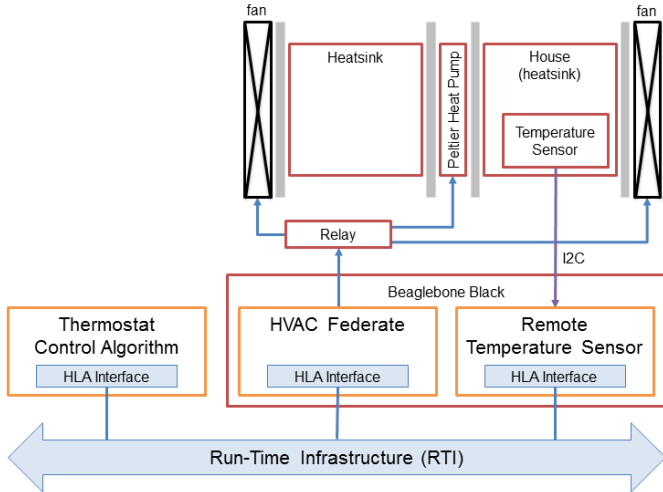 fan
fan
Heatsink
Peltier Heat Pump
House
(heatsink)
Temperature
Sensor
Relay
I2C
Beaglebone Black
Thermostat
Control Algorithm
HLA Interface
HVAC Federate
HLA Interface
Remote
Temperature Sensor
HLA Interface
Run-Time Infrastructure (RTI)